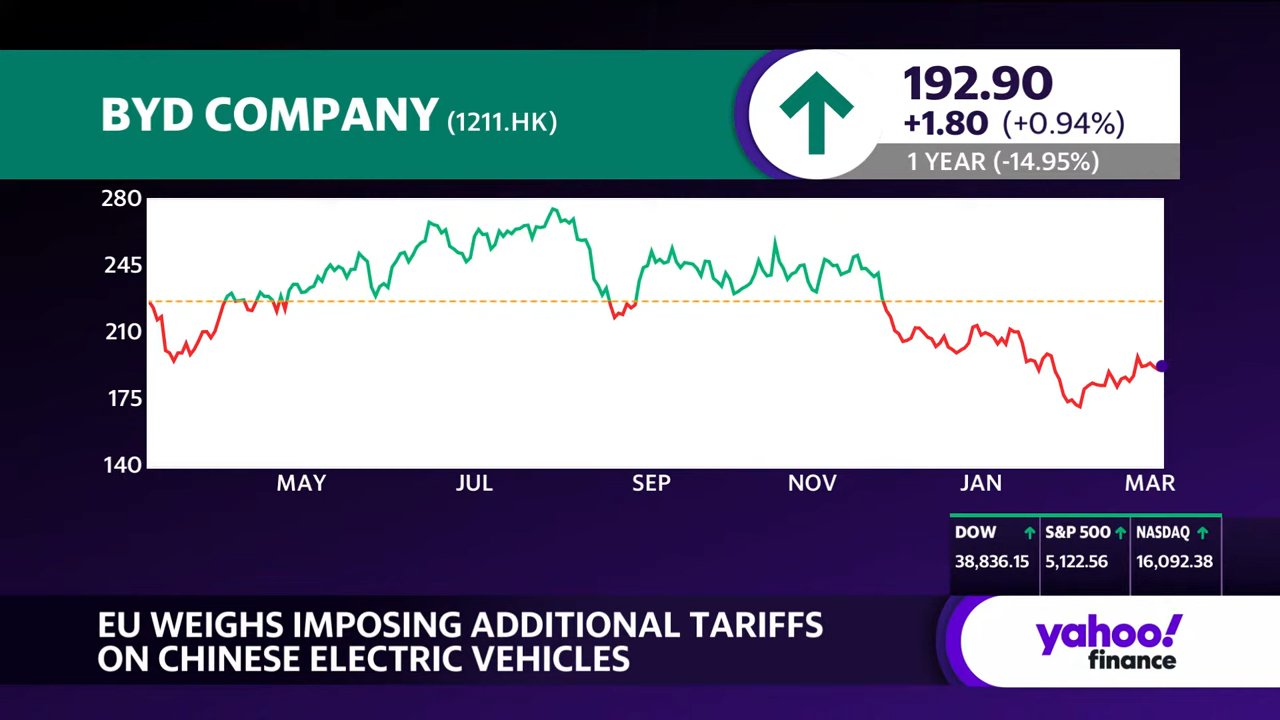 BYD COMPANY (1211.HK)
192.90
+1.80 (+0.94%)
1 YEAR (-14.95%)
280
245
210
175
140
MAY JUL SEP NOV JAN MAR
DOW S&P 500 NASDAQ
38,836.15 5,122.56 16,092.38
EU WEIGHS IMPOSING ADDITIONAL TARIFFS
ON CHINESE ELECTRIC VEHICLES
yahoo!
finance